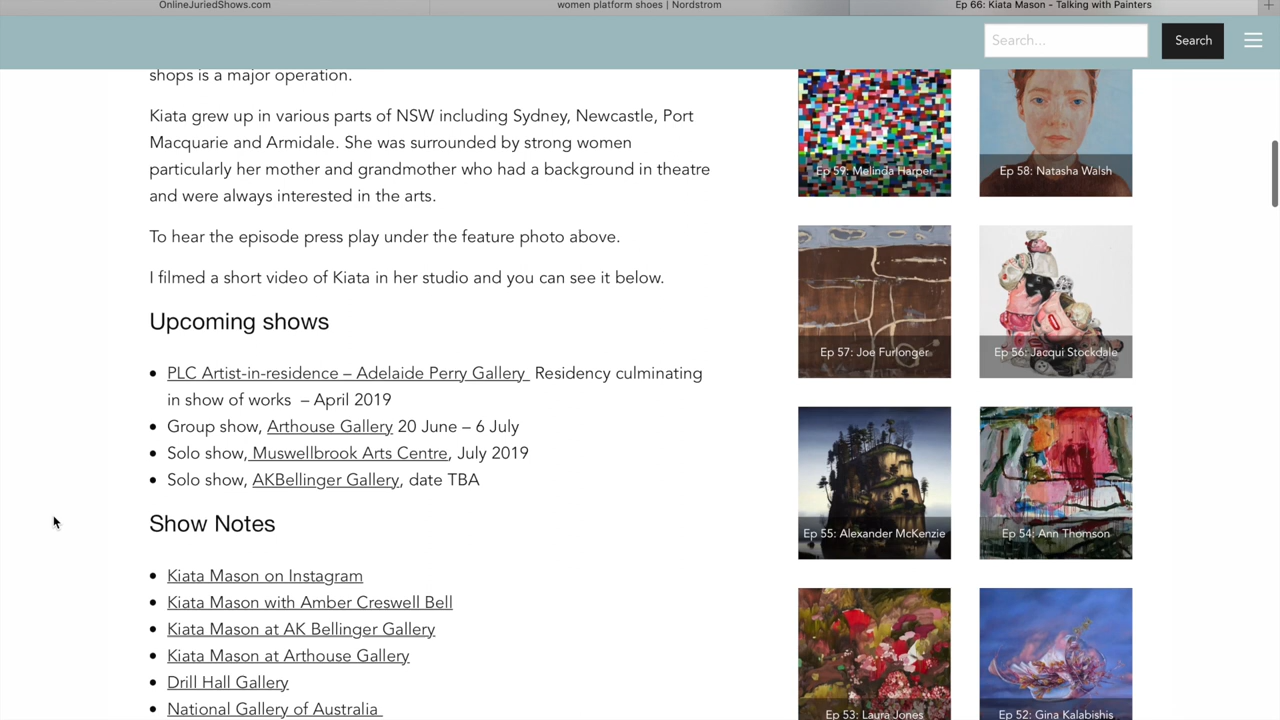 OnlineJuriedShows.com
women platform shoes | Nordstrom
Ep 66: Kiata Mason - Talking with Painters
Search...
Search
shops is a major operation.
Kiata grew up in various parts of NSW including Sydney, Newcastle, Port
Macquarie and Armidale. She was surrounded by strong women
particularly her mother and grandmother who had a background in theatre
and were always interested in the arts.
To hear the episode press play under the feature photo above.
I filmed a short video of Kiata in her studio and you can see it below.
Upcoming shows
• PLC Artist-in-residence – Adelaide Perry Gallery Residency culminating
in show of works – April 2019
• Group show, Arthouse Gallery 20 June – 6 July
• Solo show, Muswellbrook Arts Centre, July 2019
• Solo show, AKBellinger Gallery, date TBA
Show Notes
• Kiata Mason on Instagram
• Kiata Mason with Amber Creswell Bell
• Kiata Mason at AK Bellinger Gallery
• Kiata Mason at Arthouse Gallery
• Drill Hall Gallery
• National Gallery of Australia
Ep 59: Melinda Harper
Ep 58: Natasha Walsh
Ep 57: Joe Furlonger
Ep 56: Jacqui Stockdale
Ep 55: Alexander McKenzie
Ep 54: Ann Thomson
Ep 53: Laura Jones
Ep 52: Gina Kalabishis